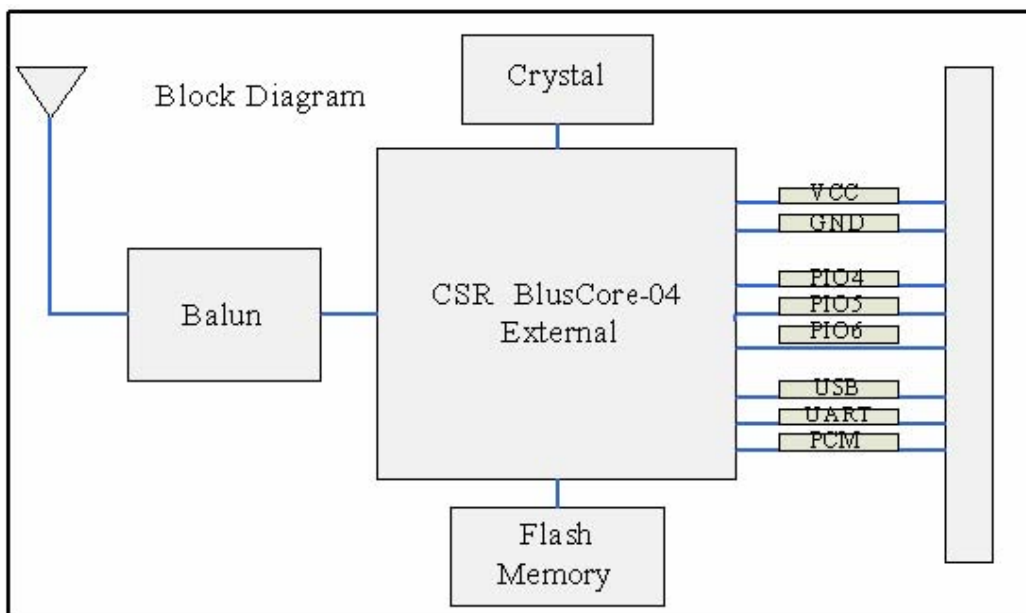 Crystal
Block Diagram
VCC
GND
CSR BlusCore-04
External
Balun
PIO4
PIO5
PIO6
USB
UART
PCM
Flash
Memory